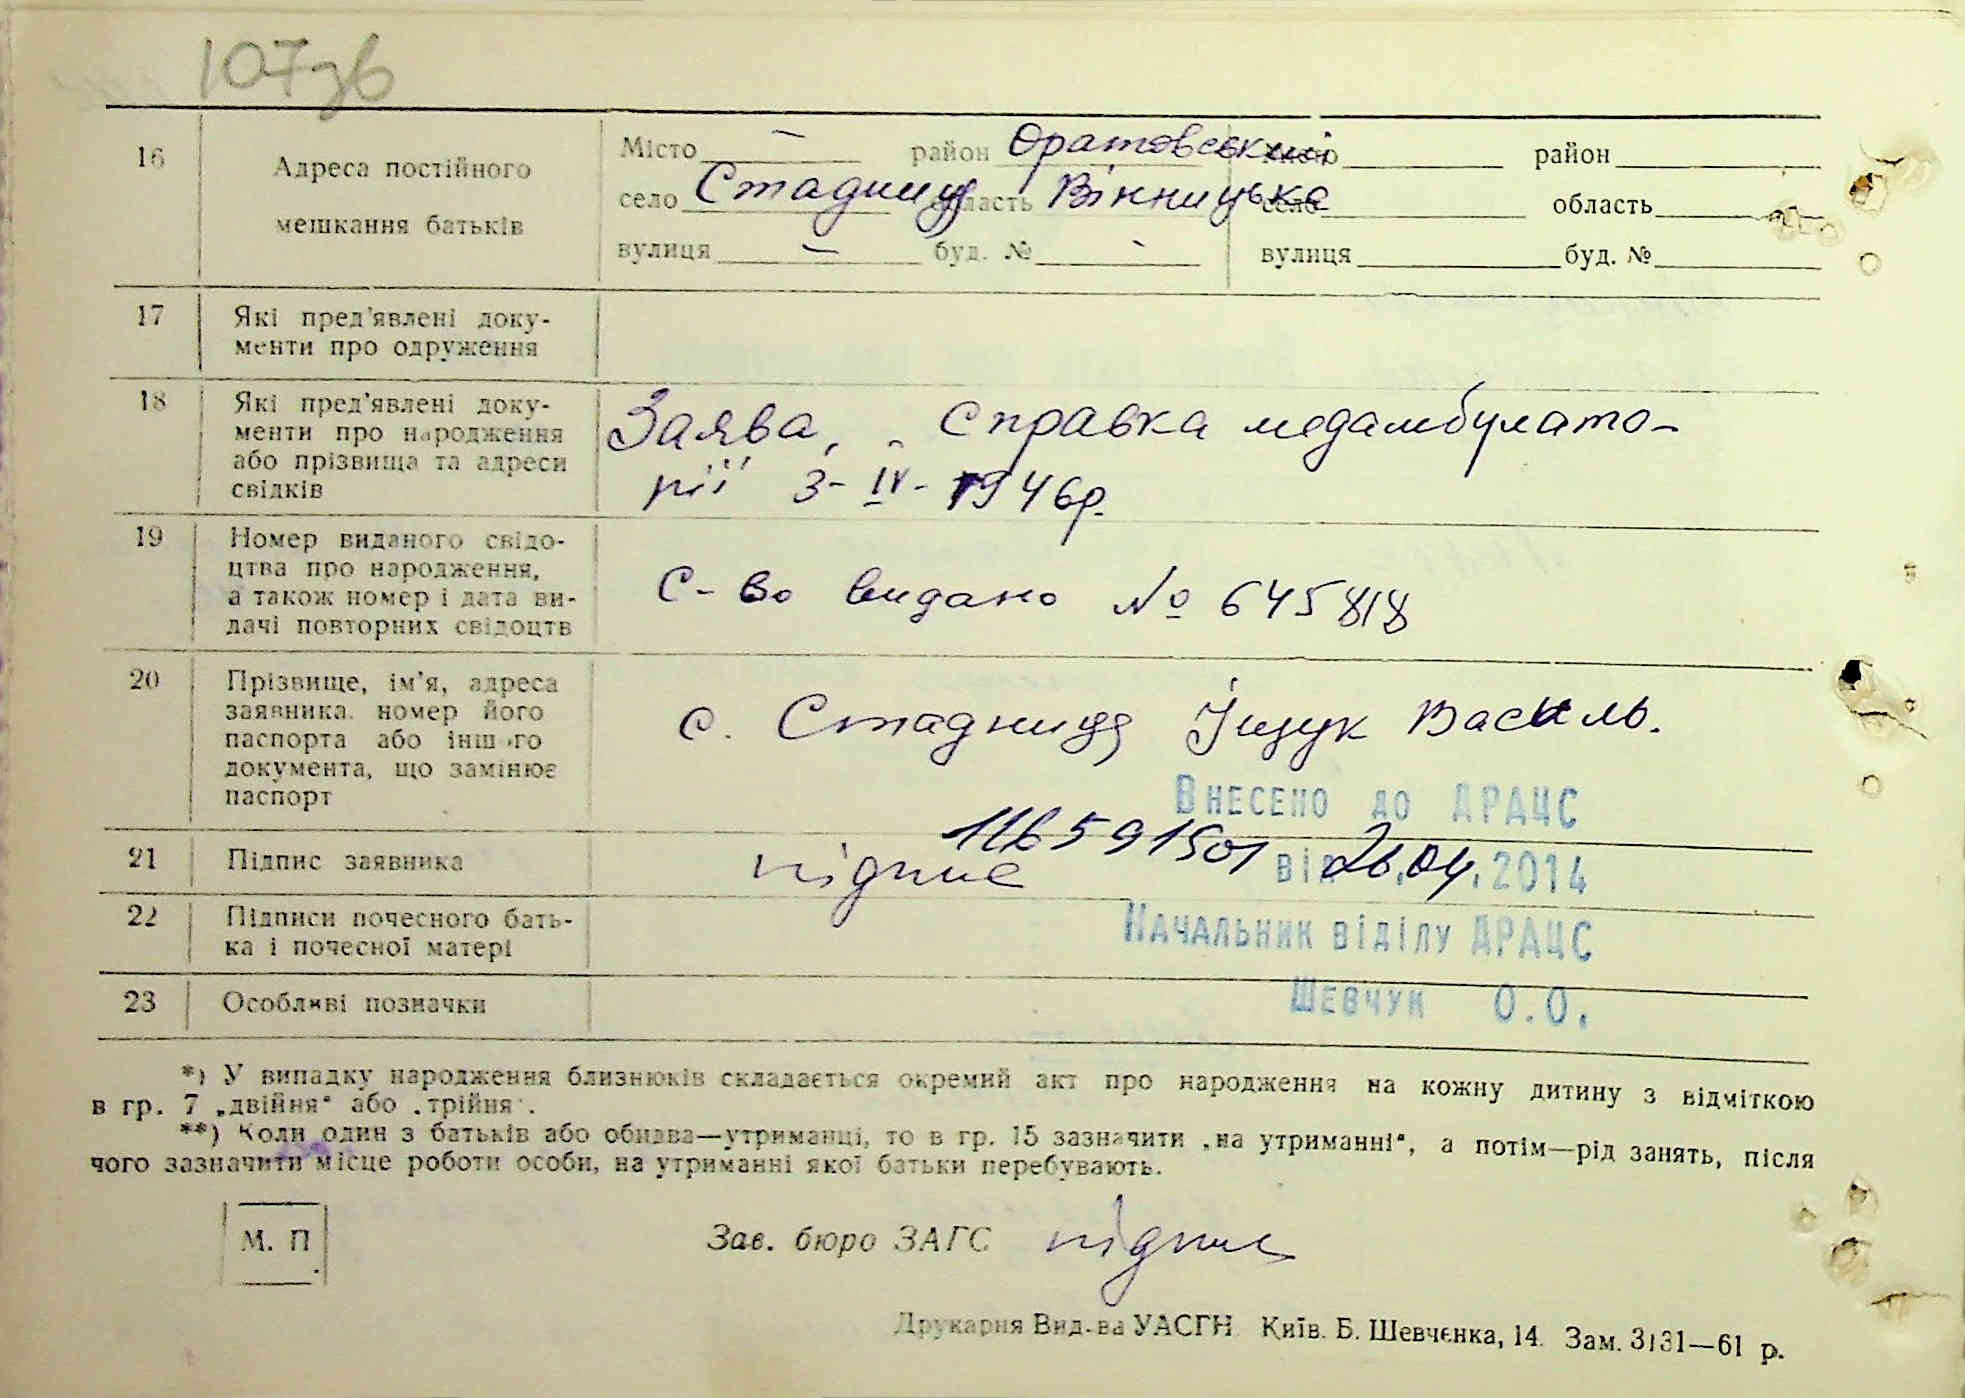 107зв
16 Адреса постійного мешкання батьків
Місто — район Оратовський місто район
село Стадниця область Вінницька село область
вулиця — буд. № - вулиця буд. №
17 Які пред'явлені доку-
менти про одруження
18 Які пред'явлені доку-
менти про народження
або прізвища та адреси
свідків
Заява, - Справка медамбулато-
рії 3-IV-1946р.
19 Номер виданого свідо-
цтва про народження,
а також номер і дата ви-
дачі повторних свідоцтв
С-во видано № 645818
20 Прізвище, ім'я, адреса
заявника, номер його
паспорта або іншого
документа, що замінює
паспорт
с. Стадниця Іщук Василь.
Внесено до ДРАЦС
116591501 від 26.04.2014
21 Підпис заявника підпис
22 Підписи почесного бать-
ка і почесної матері
Начальник відділу ДРАЦС
23 Особливі позначки
Шевчук О.О.
*) У випадку народження близнюків складається окремий акт про народження на кожну дитину з відміткою
в гр. 7 „двійня“ або „трійня“.
**) Коли один з батьків або обидва—утриманці, то в гр. 15 зазначити „на утриманні“, а потім—рід занять, після
чого зазначити місце роботи особи, на утриманні якої батьки перебувають.
М. П.
Зав. бюро ЗАГС підпис
Друкарня Вид-ва УАСГН. Київ. Б. Шевченка, 14. Зам. 3131—61 р.